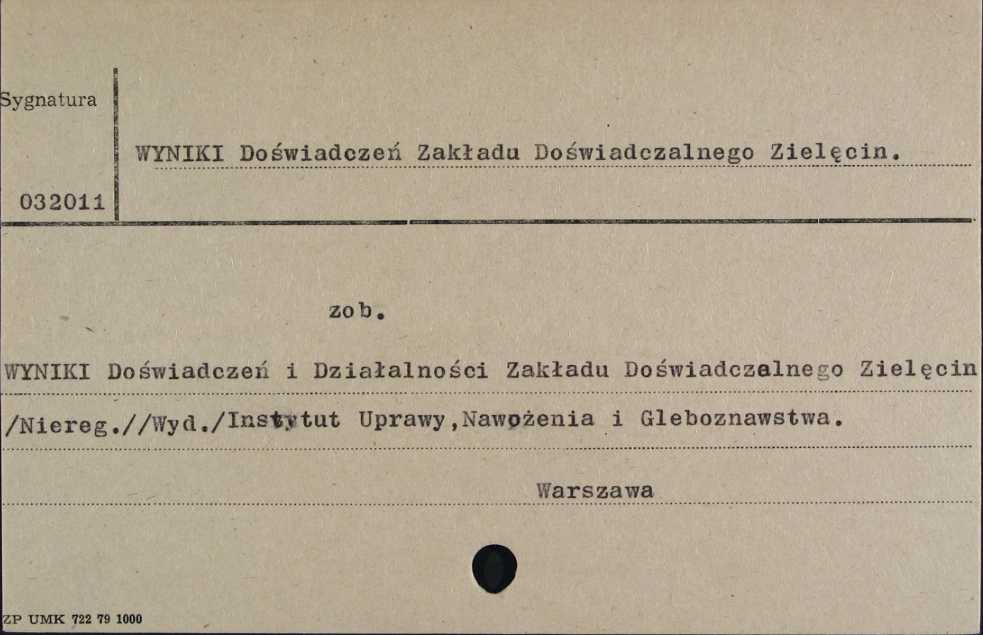 Sygnatura
WYNIKI Doświadczeń Zakładu Doświadczalnego Zielęcin.
032011
zob.
WYNIKI Doświadczeń i Działalności Zakładu Doświadczalnego Zielęcin
/Niereg.//Wyd./Instytut Uprawy,Nawożenia i Gleboznawstwa.
Warszawa
ZP UMK 722 79 1000